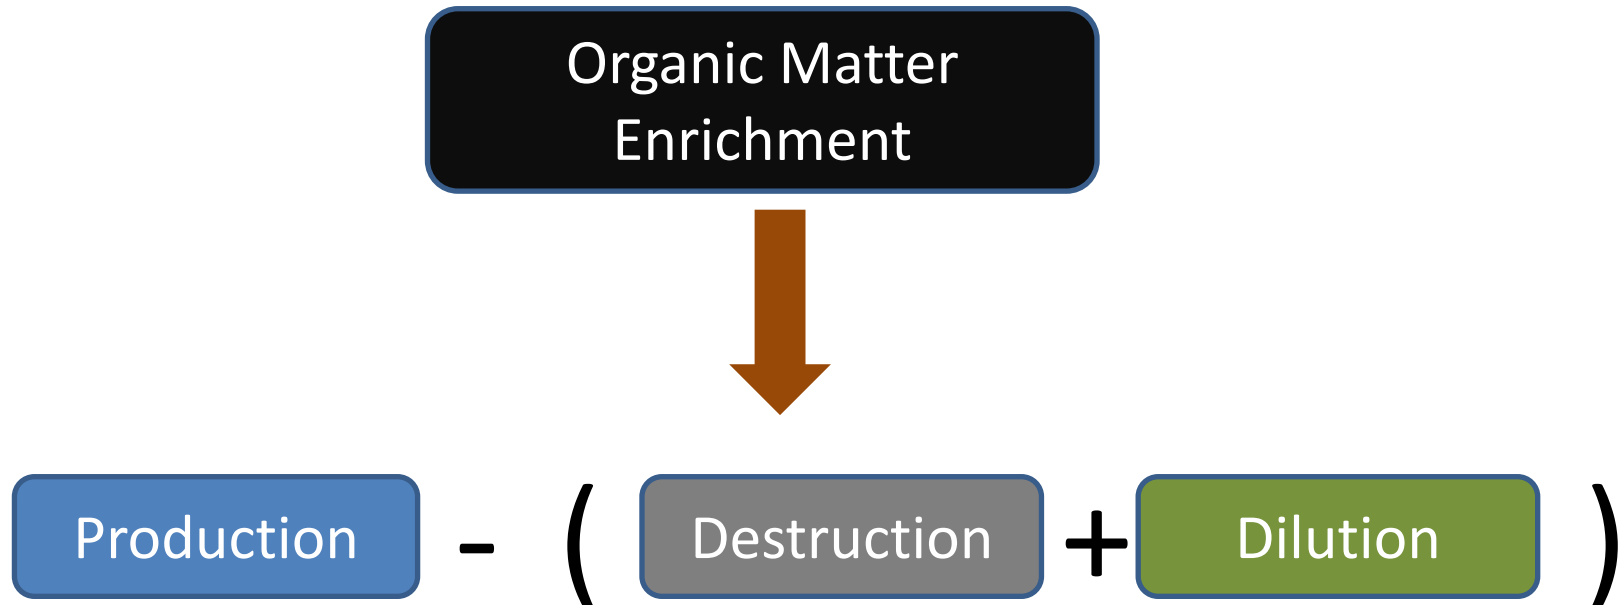 Organic Matter
Enrichment
Production - ( Destruction + Dilution )